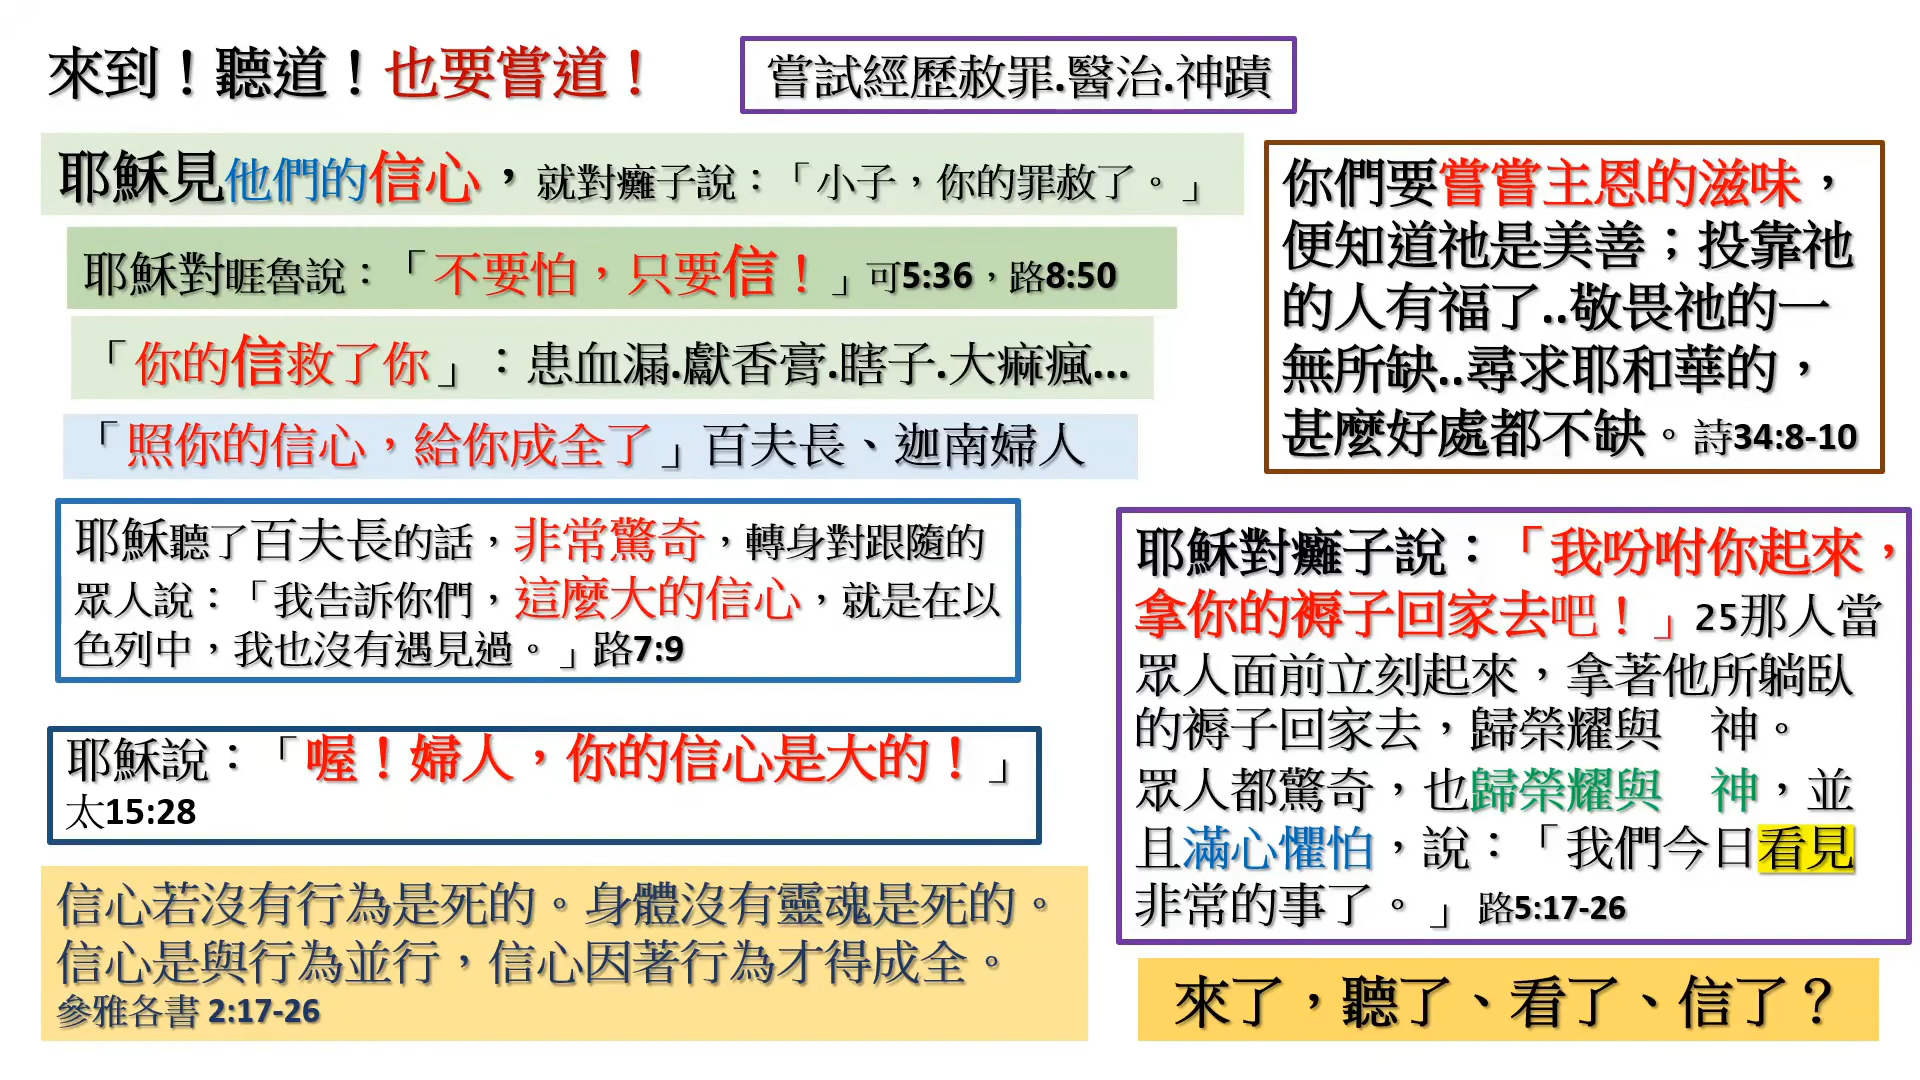 來到！聽道！也要嘗道！
嘗試經歷赦罪.醫治.神蹟
耶穌見他們的信心，就對癱子說：「小子，你的罪赦了。」
耶穌對睚魯說：「不要怕，只要信！」可5:36，路8:50
「你的信救了你」：患血漏.獻香膏.瞎子.大痲瘋...
「照你的信心，給你成全了」百夫長、迦南婦人
你們要嘗嘗主恩的滋味，
便知道祂是美善；投靠祂
的人有福了..敬畏祂的一
無所缺..尋求耶和華的，
甚麼好處都不缺。詩34:8-10
耶穌聽了百夫長的話，非常驚奇，轉身對跟隨的
眾人說：「我告訴你們，這麼大的信心，就是在以
色列中，我也沒有遇見過。」路7:9
耶穌說：「喔！婦人，你的信心是大的！」
太15:28
信心若沒有行為是死的。身體沒有靈魂是死的。
信心是與行為並行，信心因著行為才得成全。
參雅各書 2:17-26
耶穌對癱子說：「我吩咐你起來，
拿你的褥子回家去吧！」25那人當
眾人面前立刻起來，拿著他所躺臥
的褥子回家去，歸榮耀與　神。
眾人都驚奇，也歸榮耀與　神，並
且滿心懼怕，說：「我們今日看見
非常的事了。」路5:17-26
來了，聽了、看了、信了？